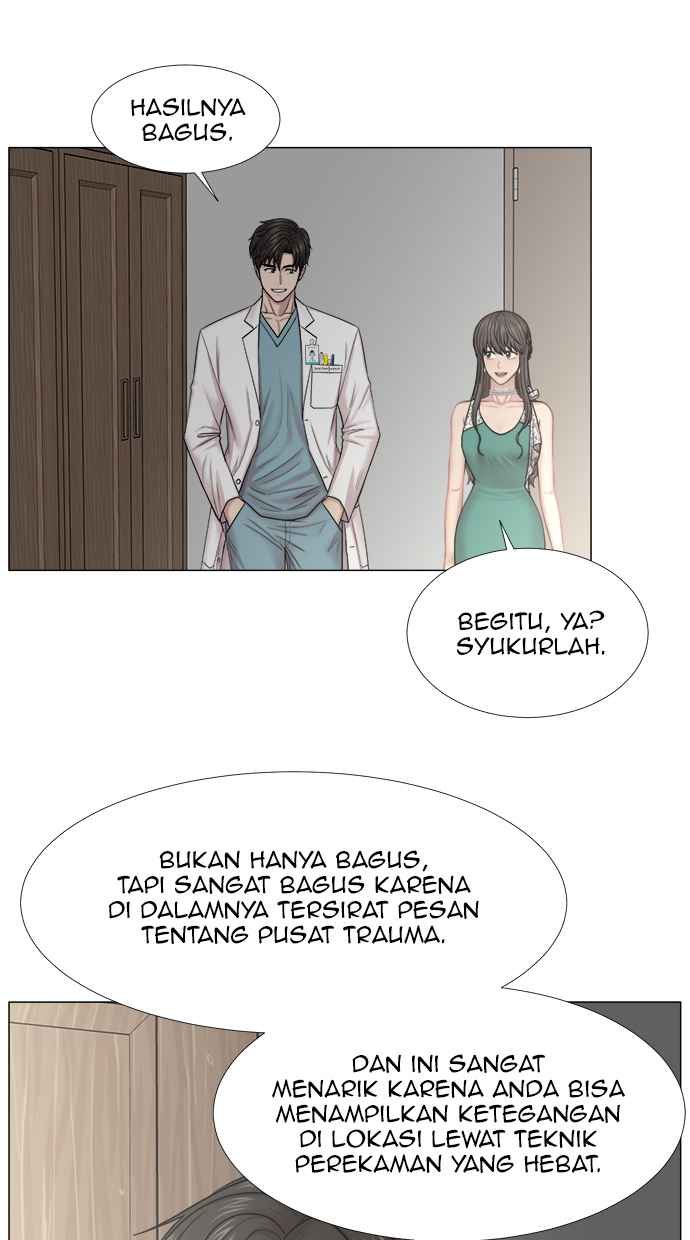 HASILNYA
BAGUS.
BEGITU, YA?
SYUKURLAH.
BUKAN HANYA BAGUS,
TAPI SANGAT BAGUS KARENA
DI DALAMNYA TERSIRAT PESAN
TENTANG PUSAT TRAUMA.
DAN INI SANGAT
MENARIK KARENA ANDA BISA
MENAMPILKAN KETEGANGAN
DI LOKASI LEWAT TEKNIK
PEREKAMAN YANG HEBAT.